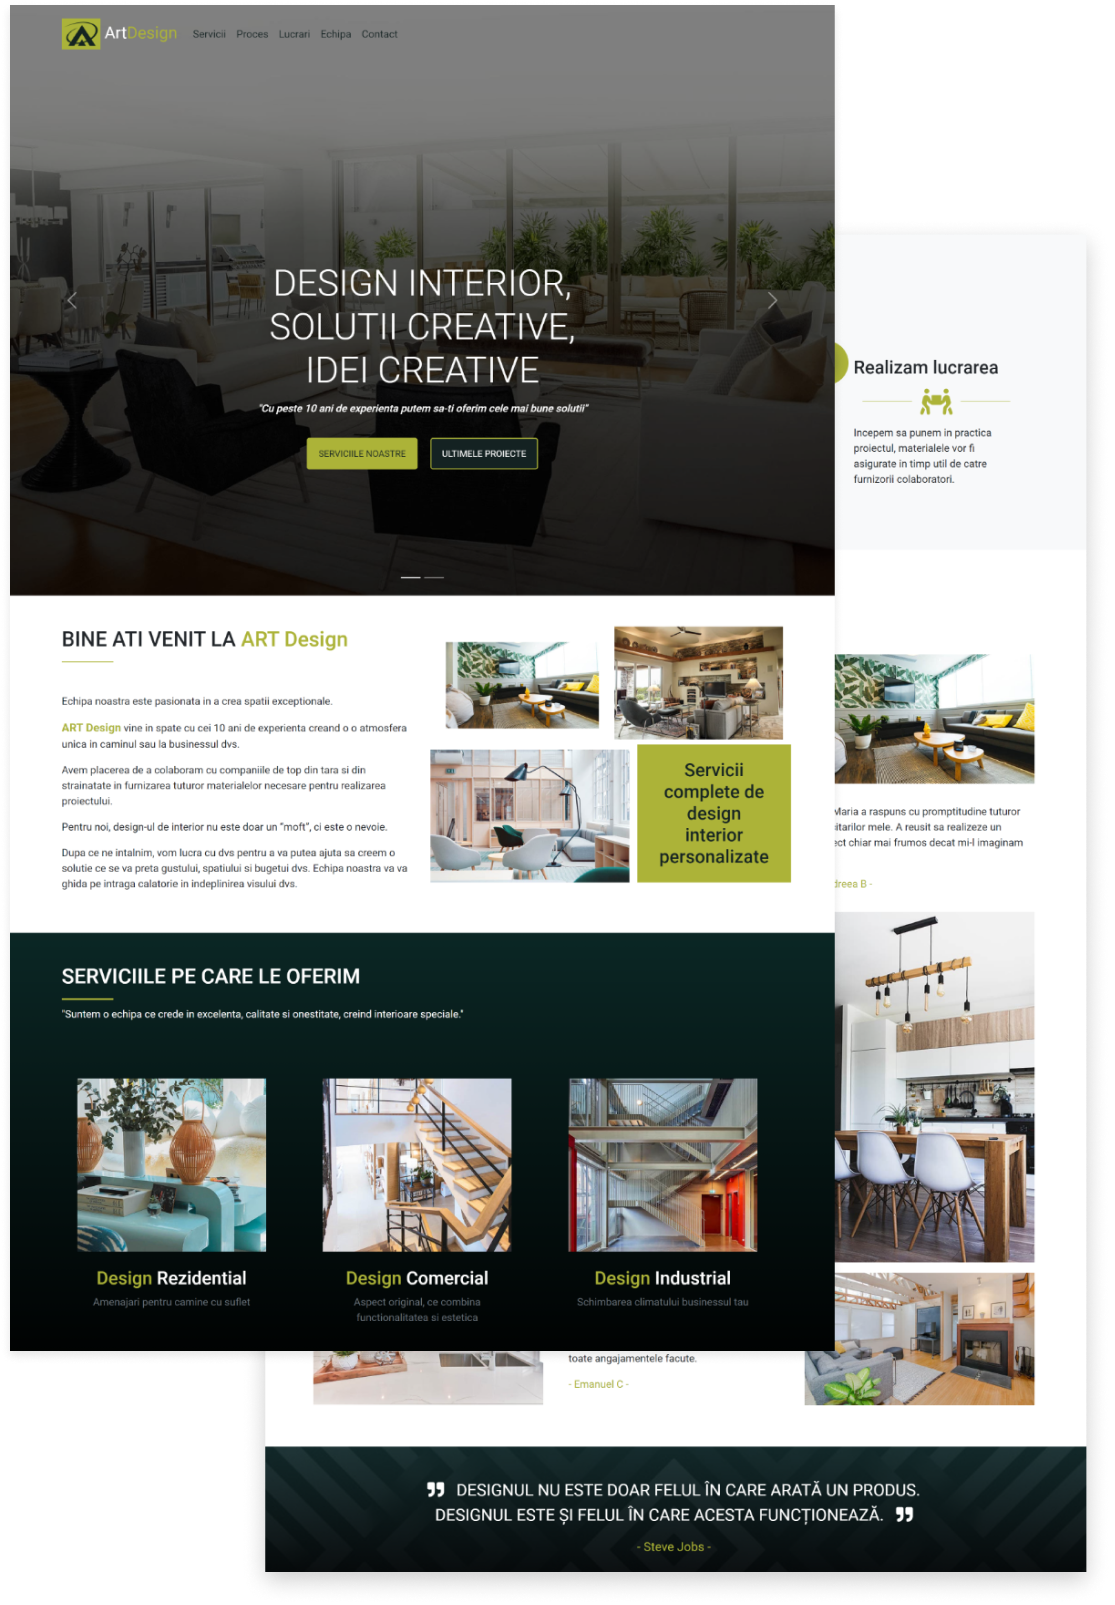 ArtDesign Servicii Proces Lucrari Echipa Contact
DESIGN INTERIOR,
SOLUTII CREATIVE,
IDEI CREATIVE
"Cu peste 10 ani de experienta putem sa-ti oferim cele mai bune solutii"
SERVICIILE NOASTRE ULTIMELE PROIECTE
BINE ATI VENIT LA ART Design
Echipa noastra este pasionata in a crea spatii exceptionale.
ART Design vine in spate cu cei 10 ani de experienta creand o o atmosfera
unica in caminul sau la businessul dvs.
Avem placerea de a colaboram cu companiile de top din tara si din
strainatate in furnizarea tuturor materialelor necesare pentru realizarea
proiectului.
Pentru noi, design-ul de interior nu este doar un "moft", ci este o nevoie.
Dupa ce ne intalnim, vom lucra cu dvs pentru a va putea ajuta sa creem o
solutie ce se va preta gustului, spatiului si bugetui dvs. Echipa noastra va va
ghida pe intraga calatorie in indeplinirea visului dvs.
Servicii
complete de
design
interior
personalizate
SERVICIILE PE CARE LE OFERIM
"Suntem o echipa ce crede in excelenta, calitate si onestitate, creind interioare speciale."
Design Rezidential
Amenajari pentru camine cu suflet
Design Comercial
Aspect original, ce combina
functionalitatea si estetica
Design Industrial
Schimbarea climatului businessul tau
Realizam lucrarea
Incepem sa punem in practica
proiectul, materialele vor fi
asigurate in timp util de catre
furnizorii colaboratori.
Maria a raspuns cu promptitudine tuturor
mele. A reusit sa realizeze un
chiar mai frumos decat mi-l imaginam
B -
toate angajamentele facute.
- Emanuel C -
DESIGNUL NU ESTE DOAR FELUL ÎN CARE ARATĂ UN PRODUS.
DESIGNUL ESTE ȘI FELUL ÎN CARE ACESTA FUNCȚIONEAZĂ.
- Steve Jobs -